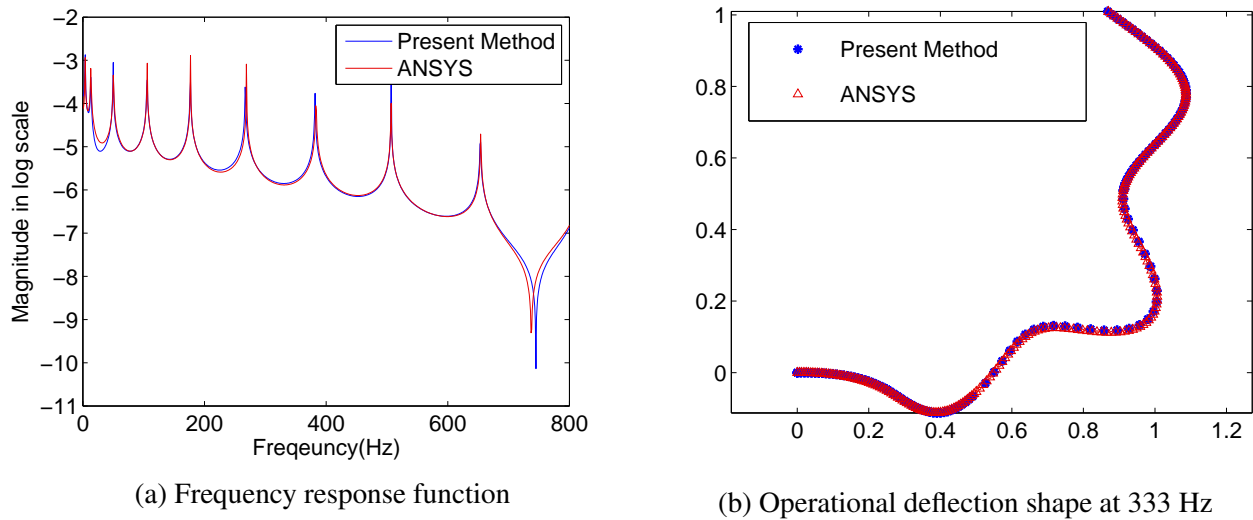 −2
−3
−4
−5
−6
−7
−8
−9
−10
−11
Magnitude in log scale
Present Method
ANSYS
0 200 400 600 800
Freqeuncy(Hz)
(a) Frequency response function
1
0.8
0.6
0.4
0.2
0
Present Method
ANSYS
0 0.2 0.4 0.6 0.8 1 1.2
(b) Operational deflection shape at 333 Hz